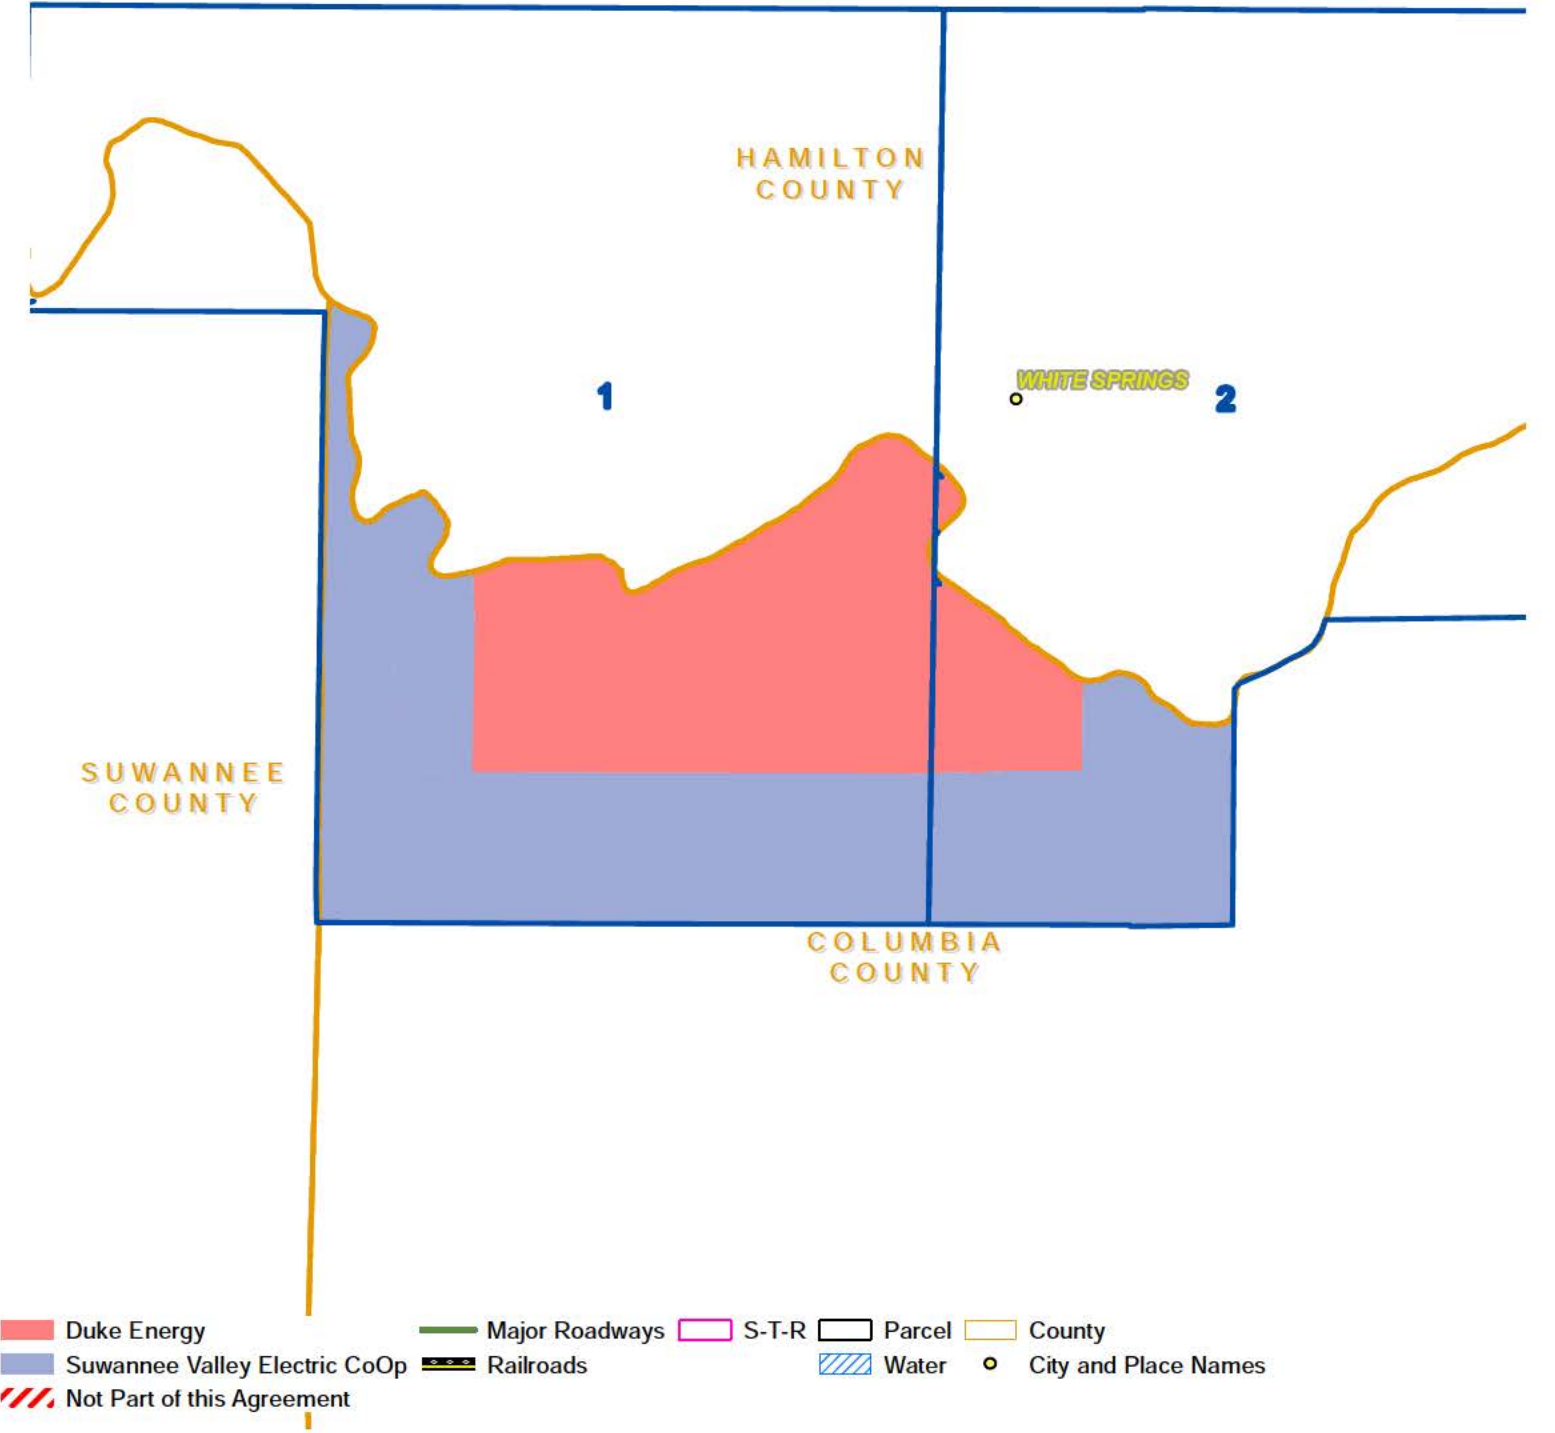 HAMILTON
COUNTY
WHITE SPRINGS
1
2
SUWANNEE
COUNTY
COLUMBIA
COUNTY
Duke Energy
Major Roadways
S-T-R
Parcel
County
Suwannee Valley Electric CoOp
Railroads
Water
City and Place Names
Not Part of this Agreement